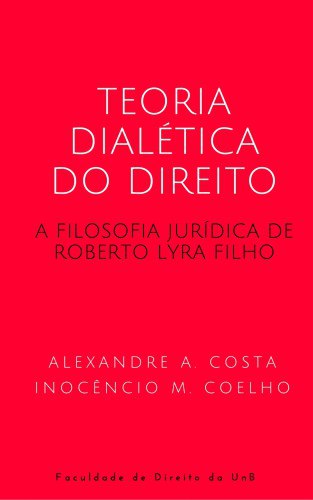 TEORIA
DIALÉTICA
DO DIREITO
A FILOSOFIA JURÍDICA DE
ROBERTO LYRA FILHO
ALEXANDRE A. COSTA
INOCÊNCIO M. COELHO
Faculdade de Direito da UnB